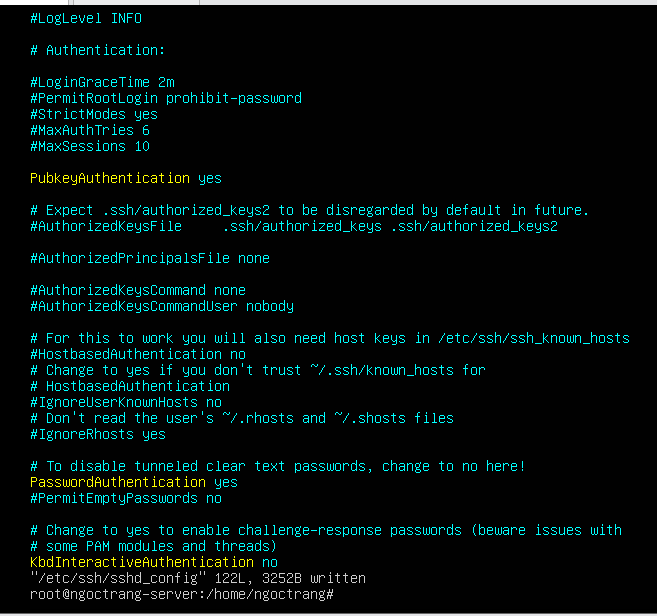 #LogLevel INFO
# Authentication:
#LoginGraceTime 2m
#PermitRootLogin prohibit-password
#StrictModes yes
#MaxAuthTries 6
#MaxSessions 10
PubkeyAuthentication yes
# Expect .ssh/authorized_keys2 to be disregarded by default in future.
#AuthorizedKeysFile     .ssh/authorized_keys .ssh/authorized_keys2
#AuthorizedPrincipalsFile none
#AuthorizedKeysCommand none
#AuthorizedKeysCommandUser nobody
# For this to work you will also need host keys in /etc/ssh/ssh_known_hosts
#HostbasedAuthentication no
# Change to yes if you don't trust ~/.ssh/known_hosts for
# HostbasedAuthentication
#IgnoreUserKnownHosts no
# Don't read the user's ~/.rhosts and ~/.shosts files
#IgnoreRhosts yes
# To disable tunneled clear text passwords, change to no here!
PasswordAuthentication yes
#PermitEmptyPasswords no
# Change to yes to enable challenge-response passwords (beware issues with
# some PAM modules and threads)
KbdInteractiveAuthentication no
"/etc/ssh/sshd_config" 122L, 3252B written
root@ngoctrang-server:/home/ngoctrang#